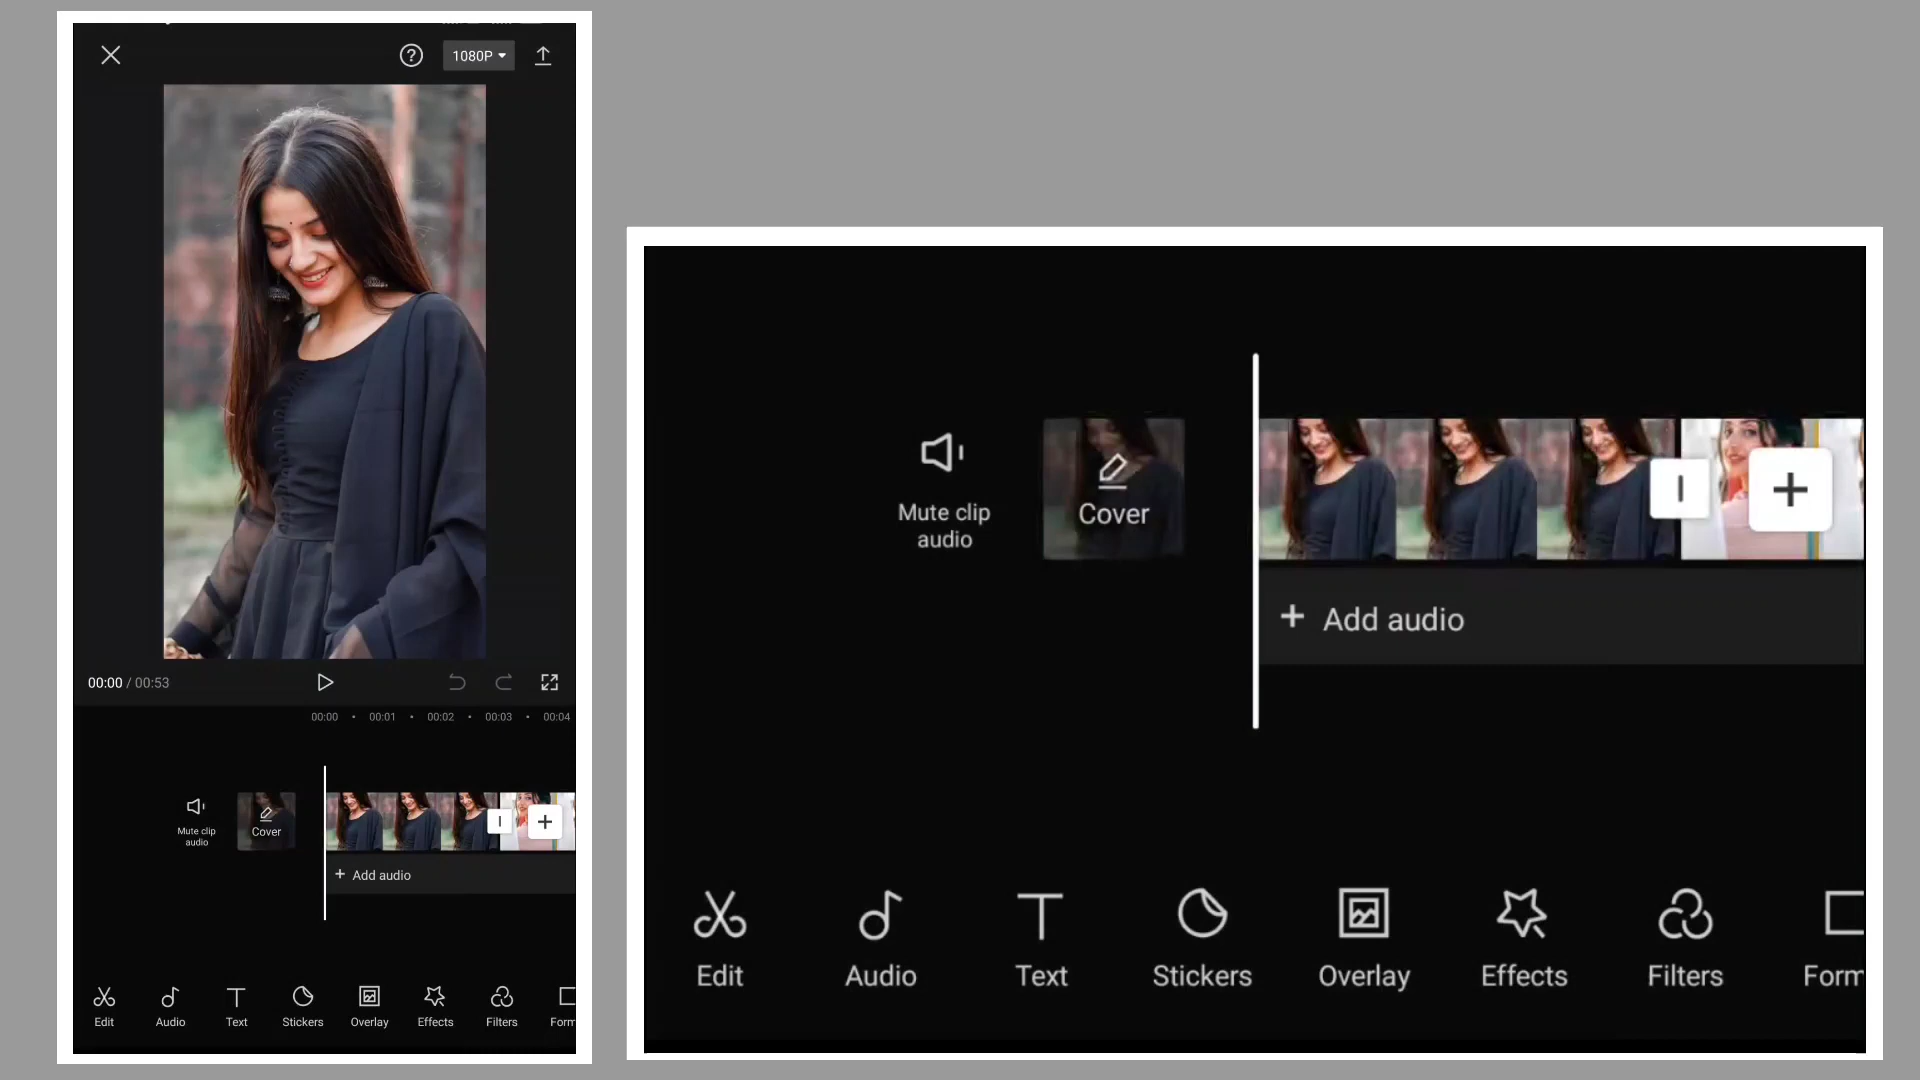 1080P
00:00 / 00:53
00:00 00:01 00:02 00:03 00:04
Mute clip
audio
Cover
+ Add audio
Edit Audio Text Stickers Overlay Effects Filters Form
Mute clip
audio
Cover
+ Add audio
Edit Audio Text Stickers Overlay Effects Filters Form